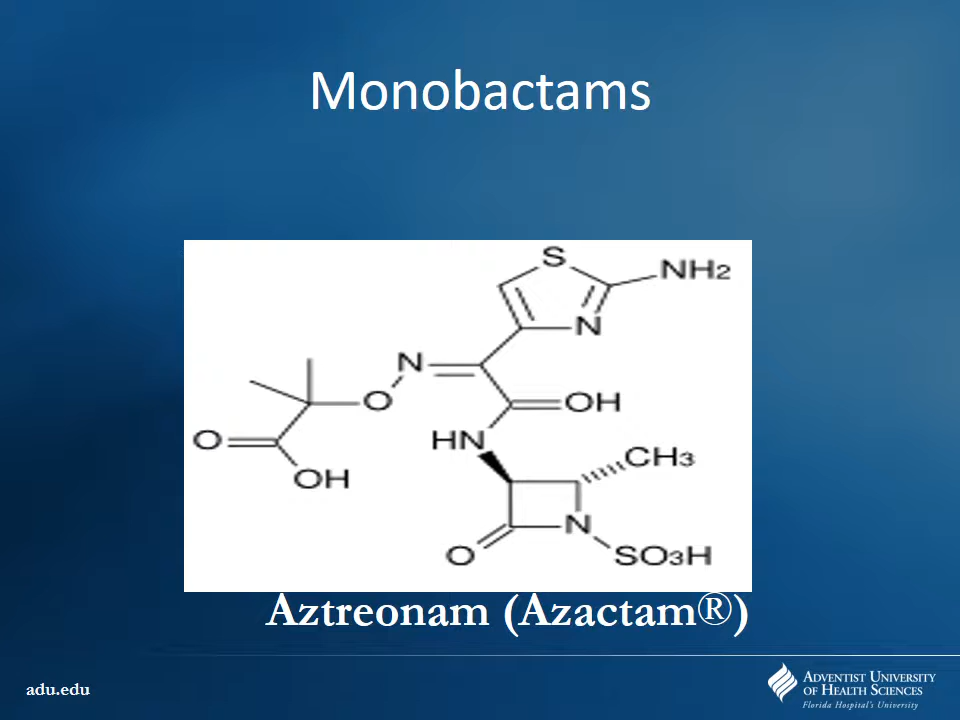 Monobactams
S
NH2
N
N
O
OH
HN
O
OH
CH3
N
O
SO3H
Aztreonam (Azactam®)
adu.edu
ADVENTIST UNIVERSITY
OF HEALTH SCIENCES
Florida Hospital's University